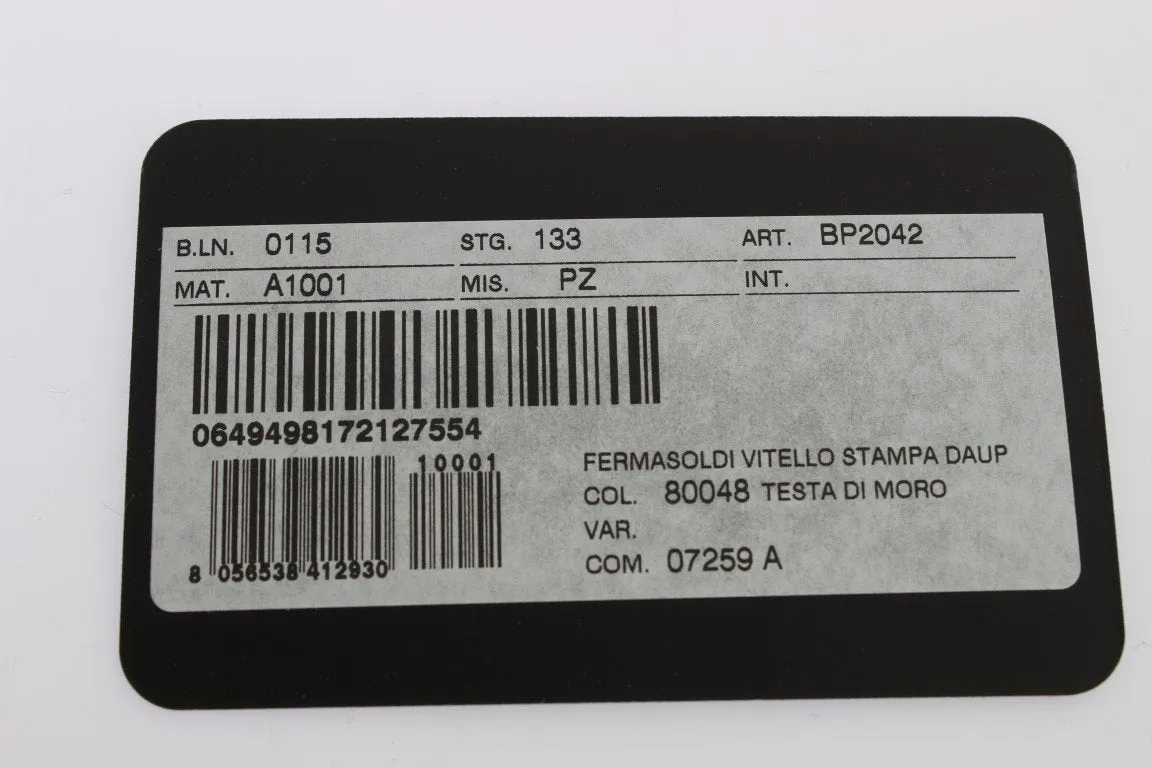 B.LN. 0115 STG. 133 ART. BP2042
MAT. A1001 MIS. PZ INT.
0649498172127554
10001
8 056538 412930
FERMASOLDI VITELLO STAMPA DAUP
COL. 80048 TESTA DI MORO
VAR.
COM. 07259 A